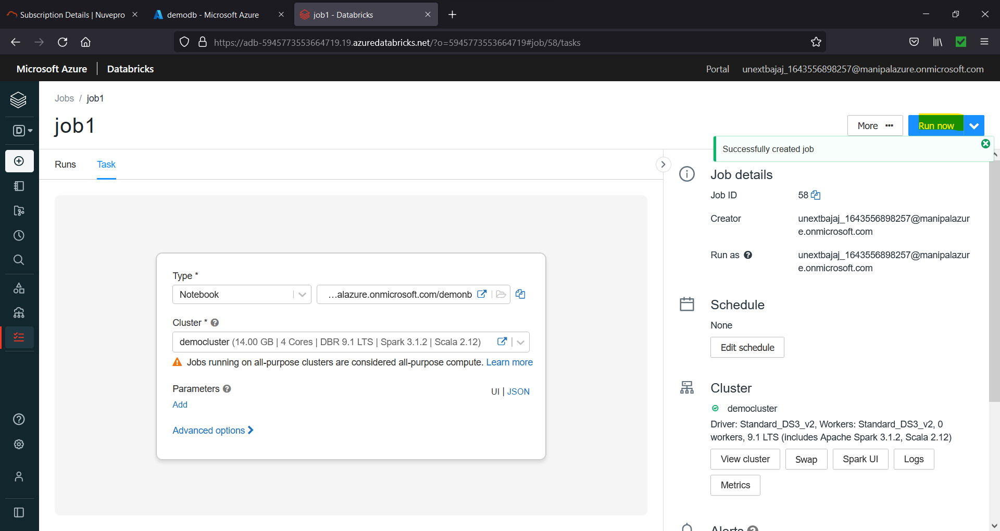 Subscription Details | Nuvepro
demodb - Microsoft Azure
job1 - Databricks
https://adb-5945773553664719.19.azuredatabricks.net/?o=5945773553664719#job/58/tasks
Microsoft Azure
Databricks
Portal
unextbajaj_1643556898257@manipalazure.onmicrosoft.com
D
Jobs / job1
job1
More ···
Run now
Successfully created job
Runs
Task
Type *
Notebook
...alazure.onmicrosoft.com/demonb
Cluster * ?
democluster (14.00 GB | 4 Cores | DBR 9.1 LTS | Spark 3.1.2 | Scala 2.12)
Jobs running on all-purpose clusters are considered all-purpose compute. Learn more
Parameters ?
UI | JSON
Add
Advanced options
Job details
Job ID
58
Creator
unextbajaj_1643556898257@manipalazur
e.onmicrosoft.com
Run as ?
unextbajaj_1643556898257@manipalazur
e.onmicrosoft.com
Schedule
None
Edit schedule
Cluster
democluster
Driver: Standard_DS3_v2, Workers: Standard_DS3_v2, 0
workers, 9.1 LTS (includes Apache Spark 3.1.2, Scala 2.12)
View cluster
Swap
Spark UI
Logs
Metrics
Alerts ?